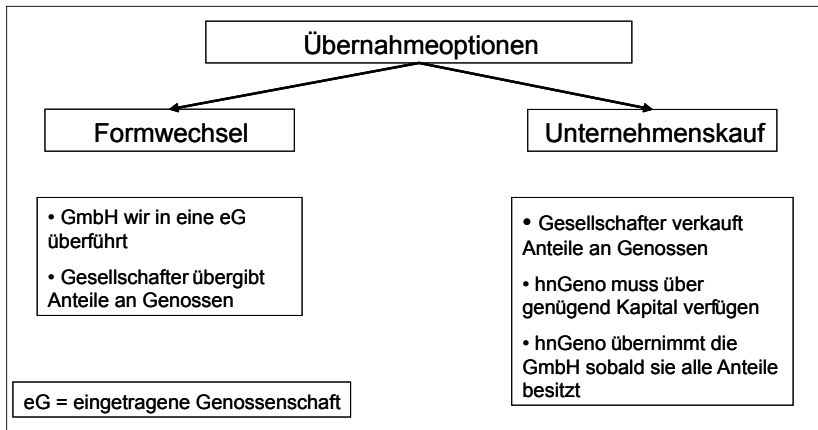 Übernahmeoptionen
Formwechsel
Unternehmenskauf
• GmbH wir in eine eG
überführt
• Gesellschafter übergibt
Anteile an Genossen
• Gesellschafter verkauft
Anteile an Genossen
• hnGeno muss über
genügend Kapital verfügen
• hnGeno übernimmt die
GmbH sobald sie alle Anteile
besitzt
eG = eingetragene Genossenschaft